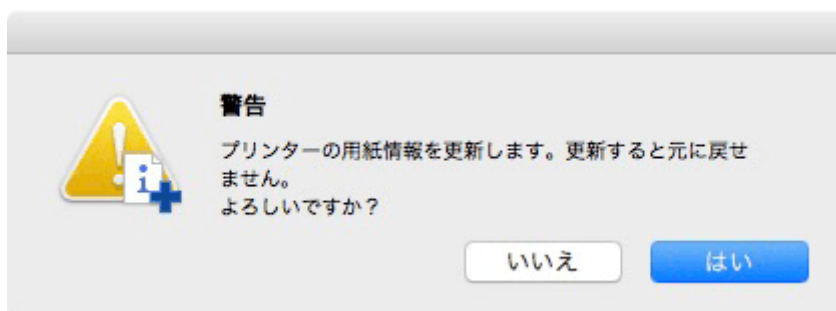 警告
プリンターの用紙情報を更新します。更新すると元に戻せ
ません。
よろしいですか？
いいえ
はい